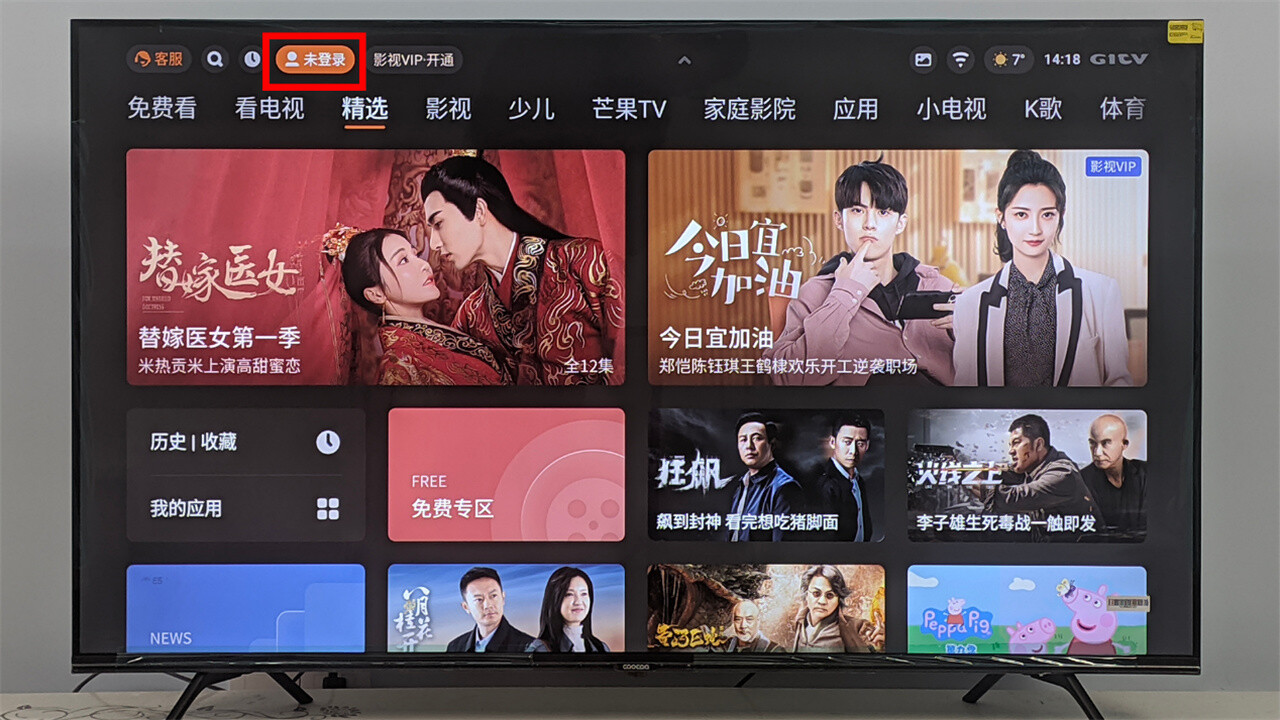 客服
未登录
影视VIP·开通
7°
14:18
GITV
免费看
看电视
精选
影视
少儿
芒果TV
家庭影院
应用
小电视
K歌
体育
替嫁医女
替嫁医女第一季
米热贡米上演高甜蜜恋
全12集
影视VIP
今日宜加油
今日宜加油
郑恺陈钰琪王鹤棣欢乐开工逆袭职场
历史 | 收藏
我的应用
FREE
免费专区
狂飙
飙到封神 看完想吃猪脚面
火线之上
李子雄生死毒战一触即发
NEWS
八月桂花开
Peppa Pig
coocaa